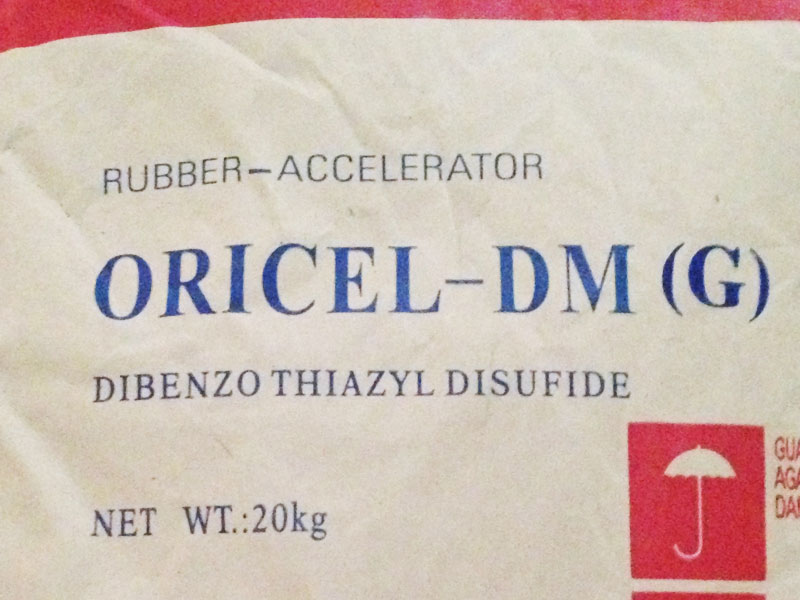 RUBBER-ACCELERATOR
ORICEL-DM (G)
DIBENZO THIAZYL DISUFIDE
NET WT.:20kg